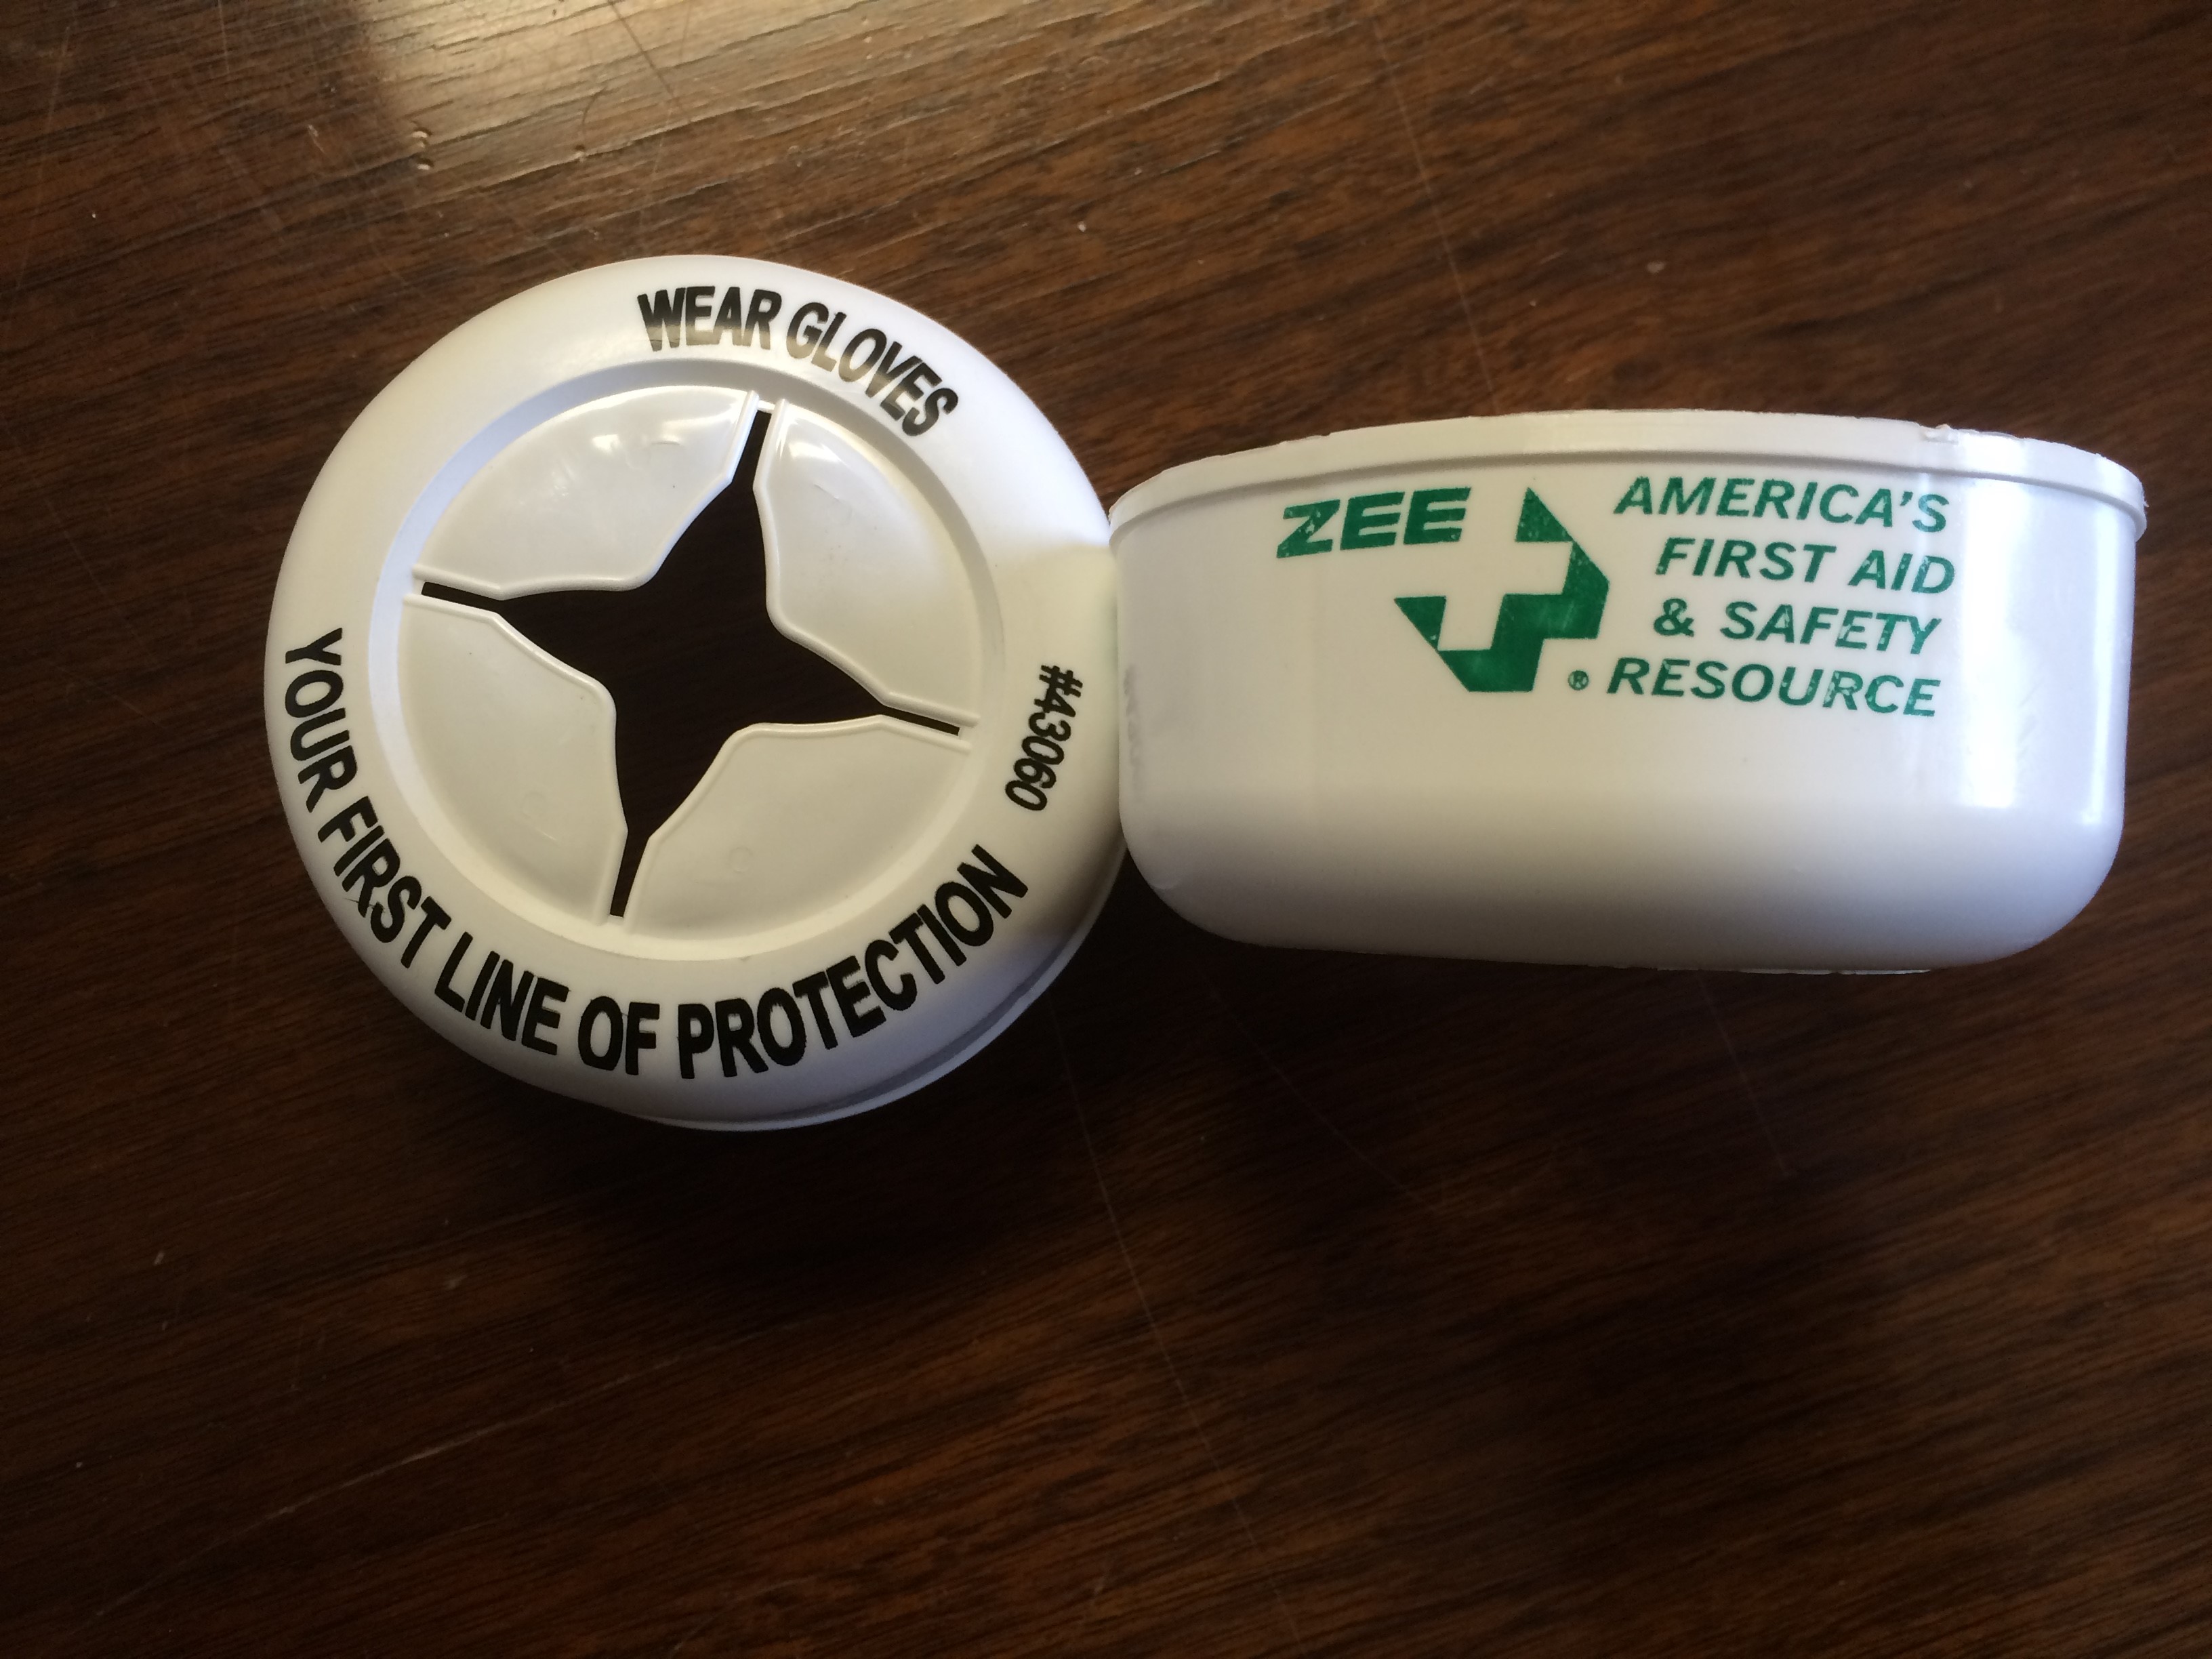 WEAR GLOVES
#43060
YOUR FIRST LINE OF PROTECTION
ZEE
AMERICA'S
FIRST AID
& SAFETY
® RESOURCE